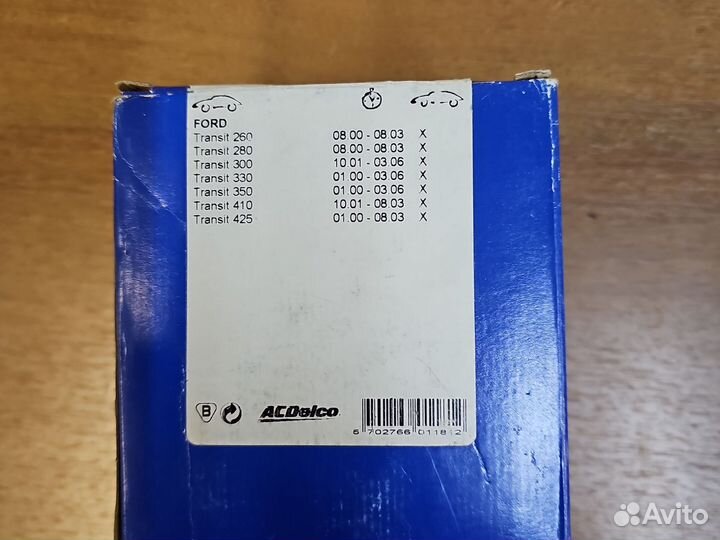 FORD
Transit 260 08.00 - 08.03 X
Transit 280 08.00 - 08.03 X
Transit 300 10.01 - 03.06 X
Transit 330 01.00 - 03.06 X
Transit 350 01.00 - 03.06 X
Transit 410 10.01 - 08.03 X
Transit 425 01.00 - 08.03 X
B ACDelco
5 702766 011812
Avito